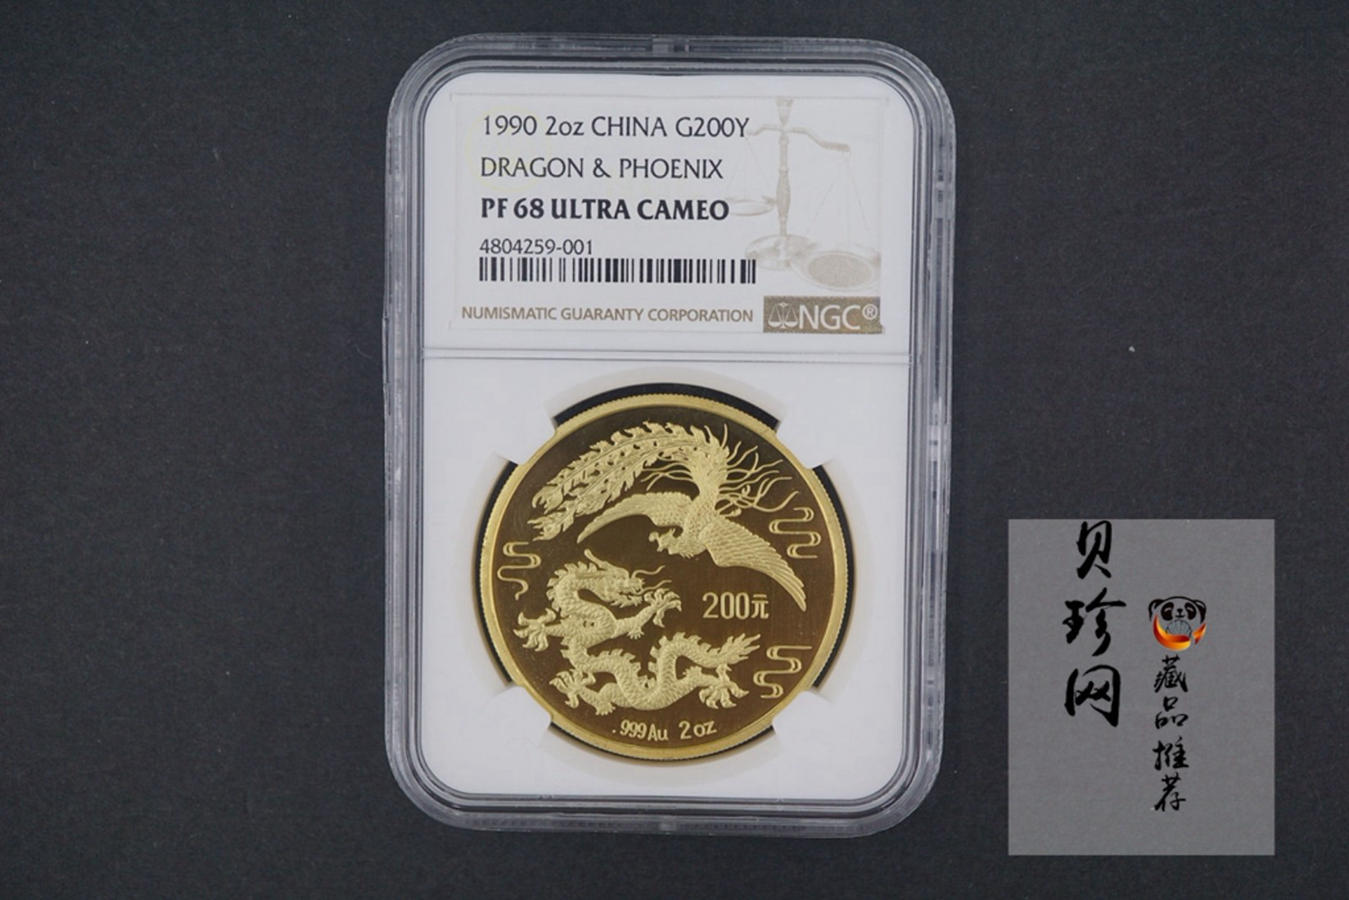 1990 2oz CHINA G200Y
DRAGON & PHOENIX
PF 68 ULTRA CAMEO
4804259-001
NUMISMATIC GUARANTY CORPORATION
NGC®
200元
.999Au 2oz
贝珍网
藏品推荐